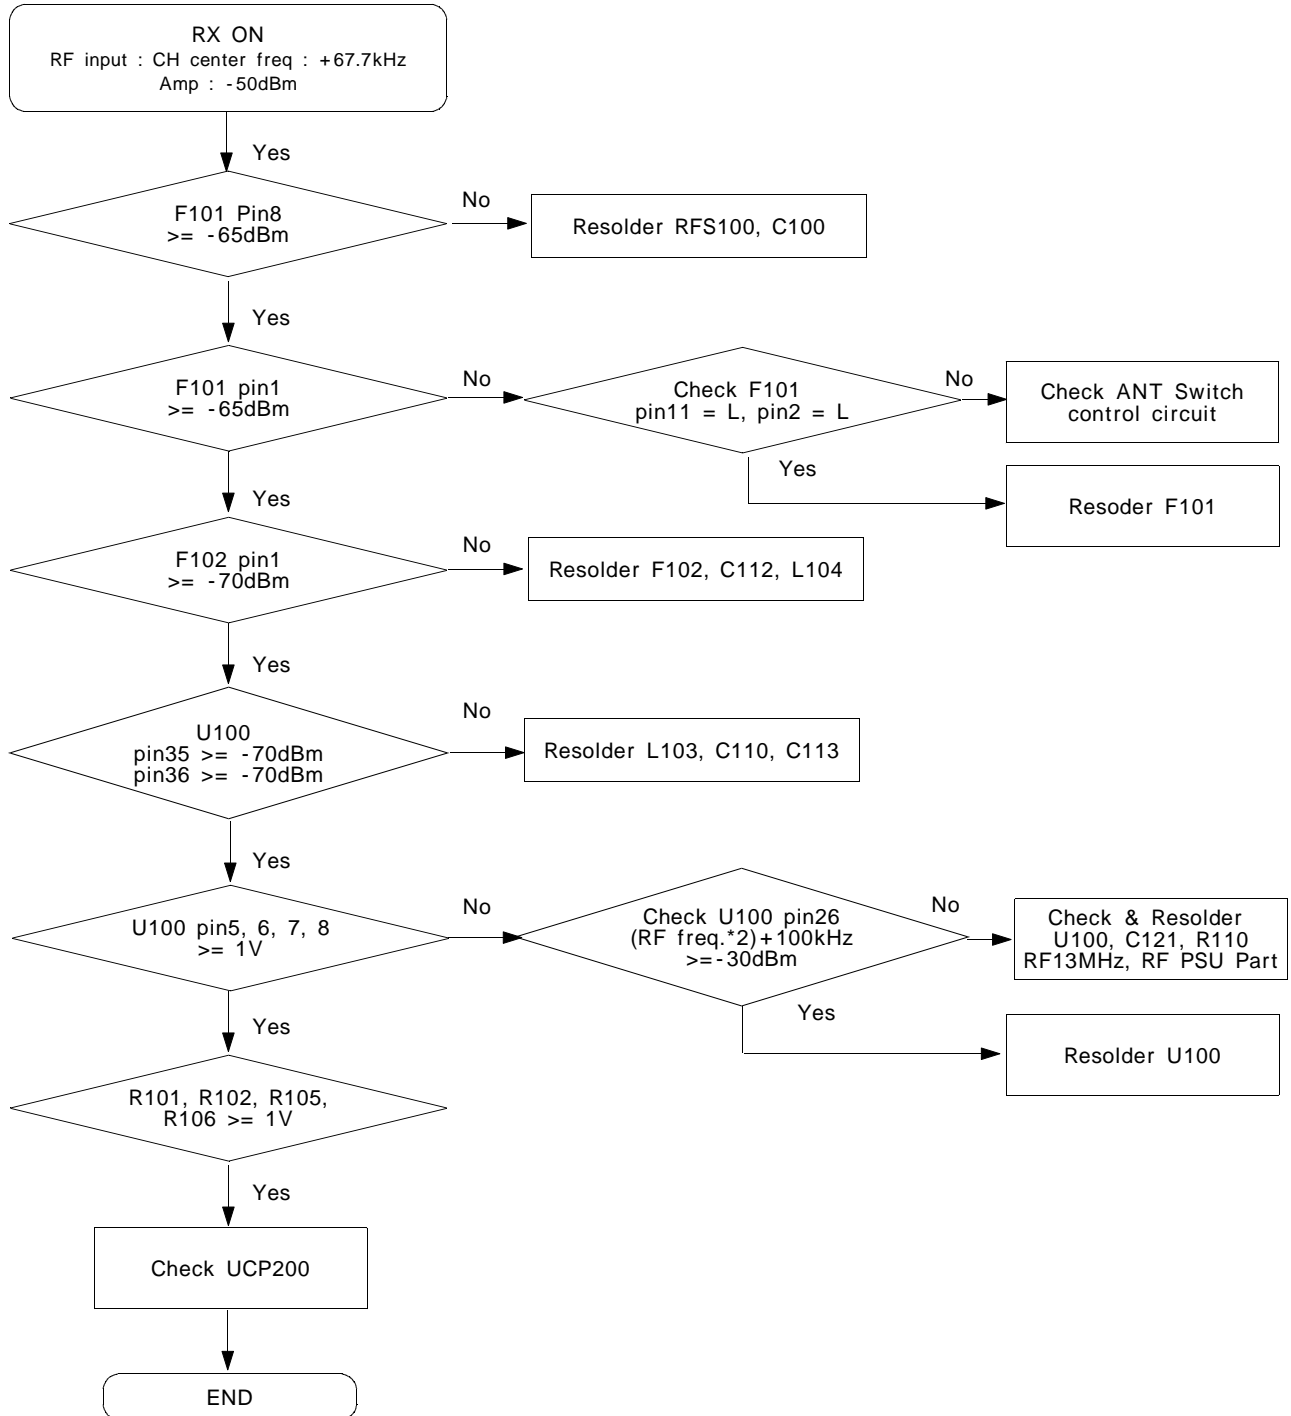 RX ON
RF input : CH center freq : +67.7kHz
Amp : -50dBm
Yes
F101 Pin8
>= -65dBm
No
Resolder RFS100, C100
Yes
F101 pin1
>= -65dBm
No
Check F101
pin11 = L, pin2 = L
No
Check ANT Switch
control circuit
Yes
Resoder F101
Yes
F102 pin1
>= -70dBm
No
Resolder F102, C112, L104
Yes
U100
pin35 >= -70dBm
pin36 >= -70dBm
No
Resolder L103, C110, C113
Yes
U100 pin5, 6, 7, 8
>= 1V
No
Check U100 pin26
(RF freq.*2)+100kHz
>=-30dBm
No
Check & Resolder
U100, C121, R110
RF13MHz, RF PSU Part
Yes
Resolder U100
Yes
R101, R102, R105,
R106 >= 1V
Yes
Check UCP200
END